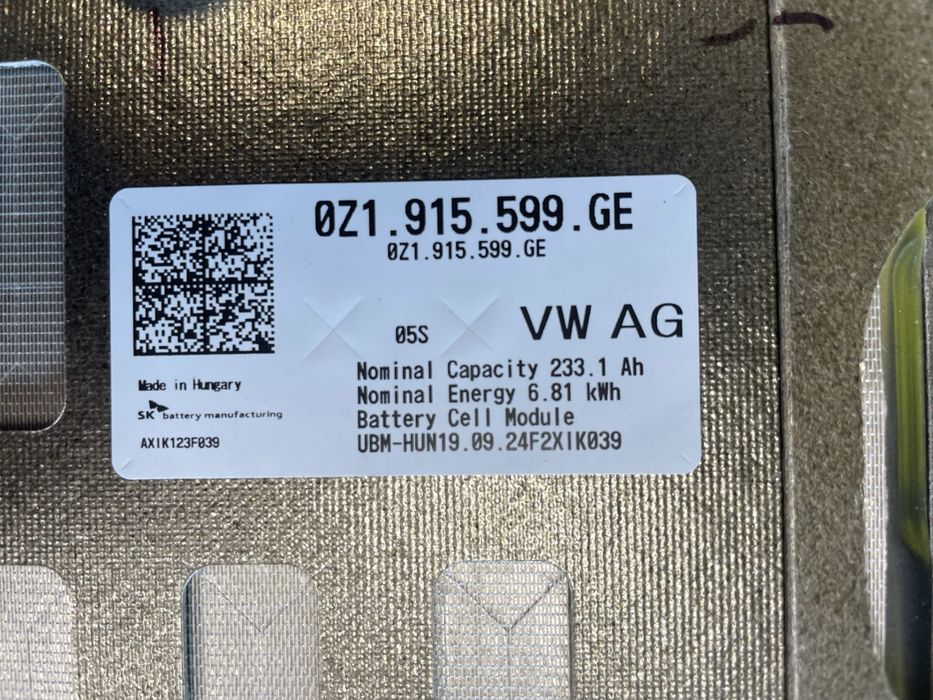 0Z1.915.599.GE
0Z1.915.599.GE
05S
VW AG
Nominal Capacity 233.1 Ah
Nominal Energy 6.81 kWh
Battery Cell Module
UBM-HUN19.09.24F2XIK039
Made in Hungary
SK battery manufacturing
AXIK123F039